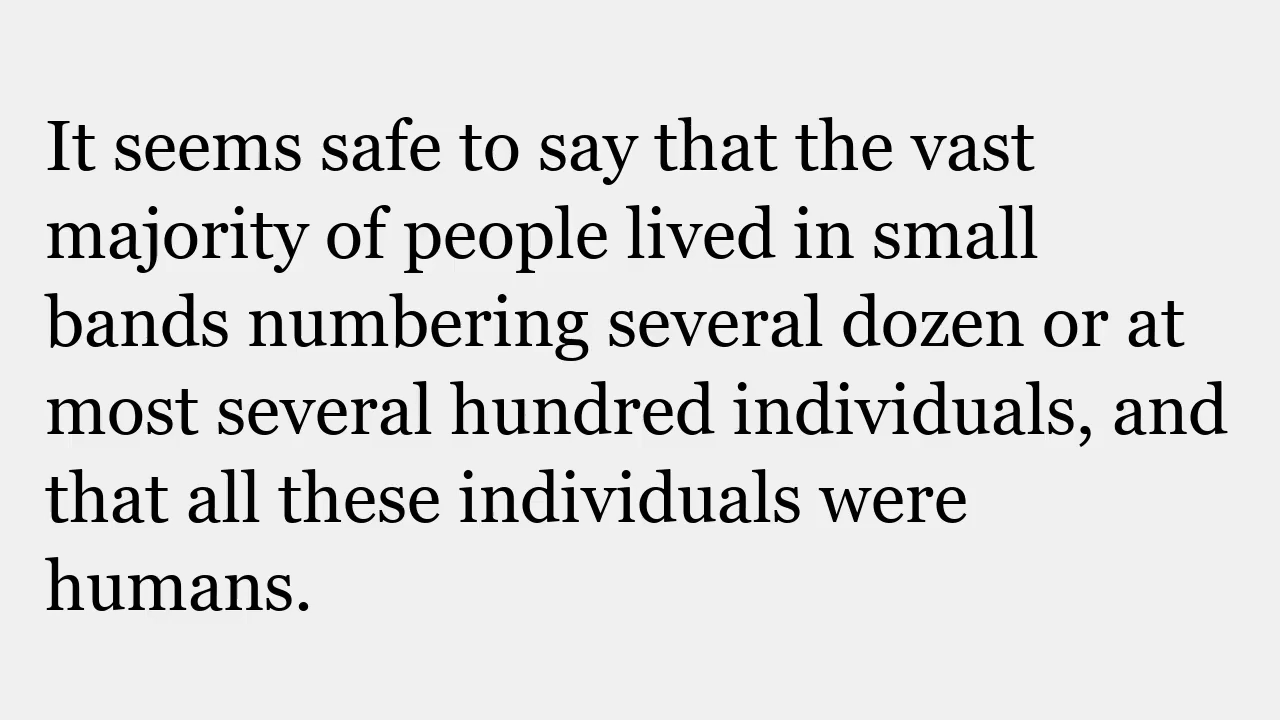 It seems safe to say that the vast
majority of people lived in small
bands numbering several dozen or at
most several hundred individuals, and
that all these individuals were
humans.